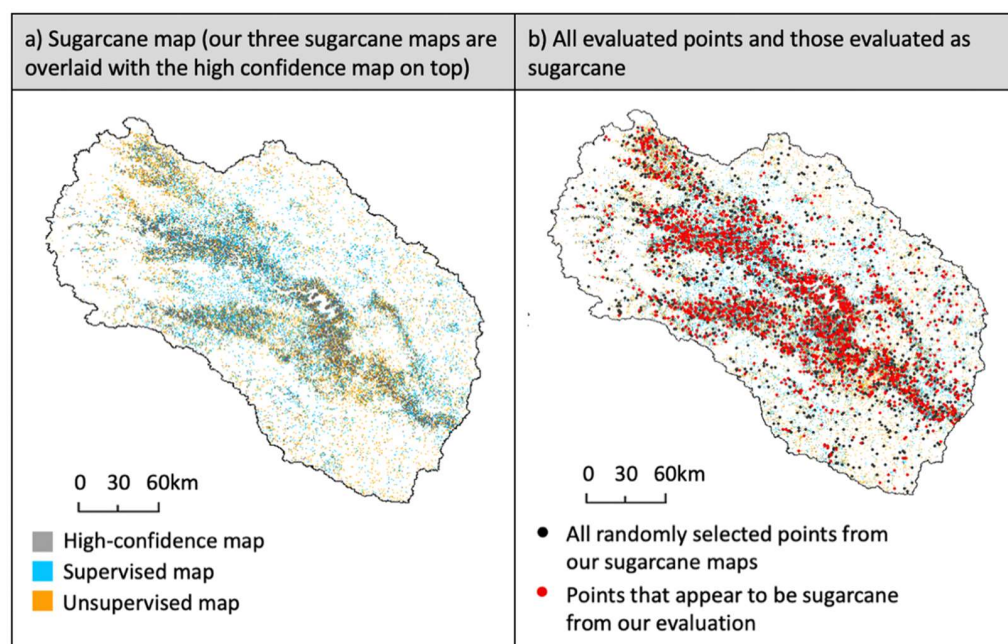 a) Sugarcane map (our three sugarcane maps are
overlaid with the high confidence map on top)
b) All evaluated points and those evaluated as
sugarcane
0 30 60km
High-confidence map
Supervised map
Unsupervised map
0 30 60km
All randomly selected points from
our sugarcane maps
Points that appear to be sugarcane
from our evaluation